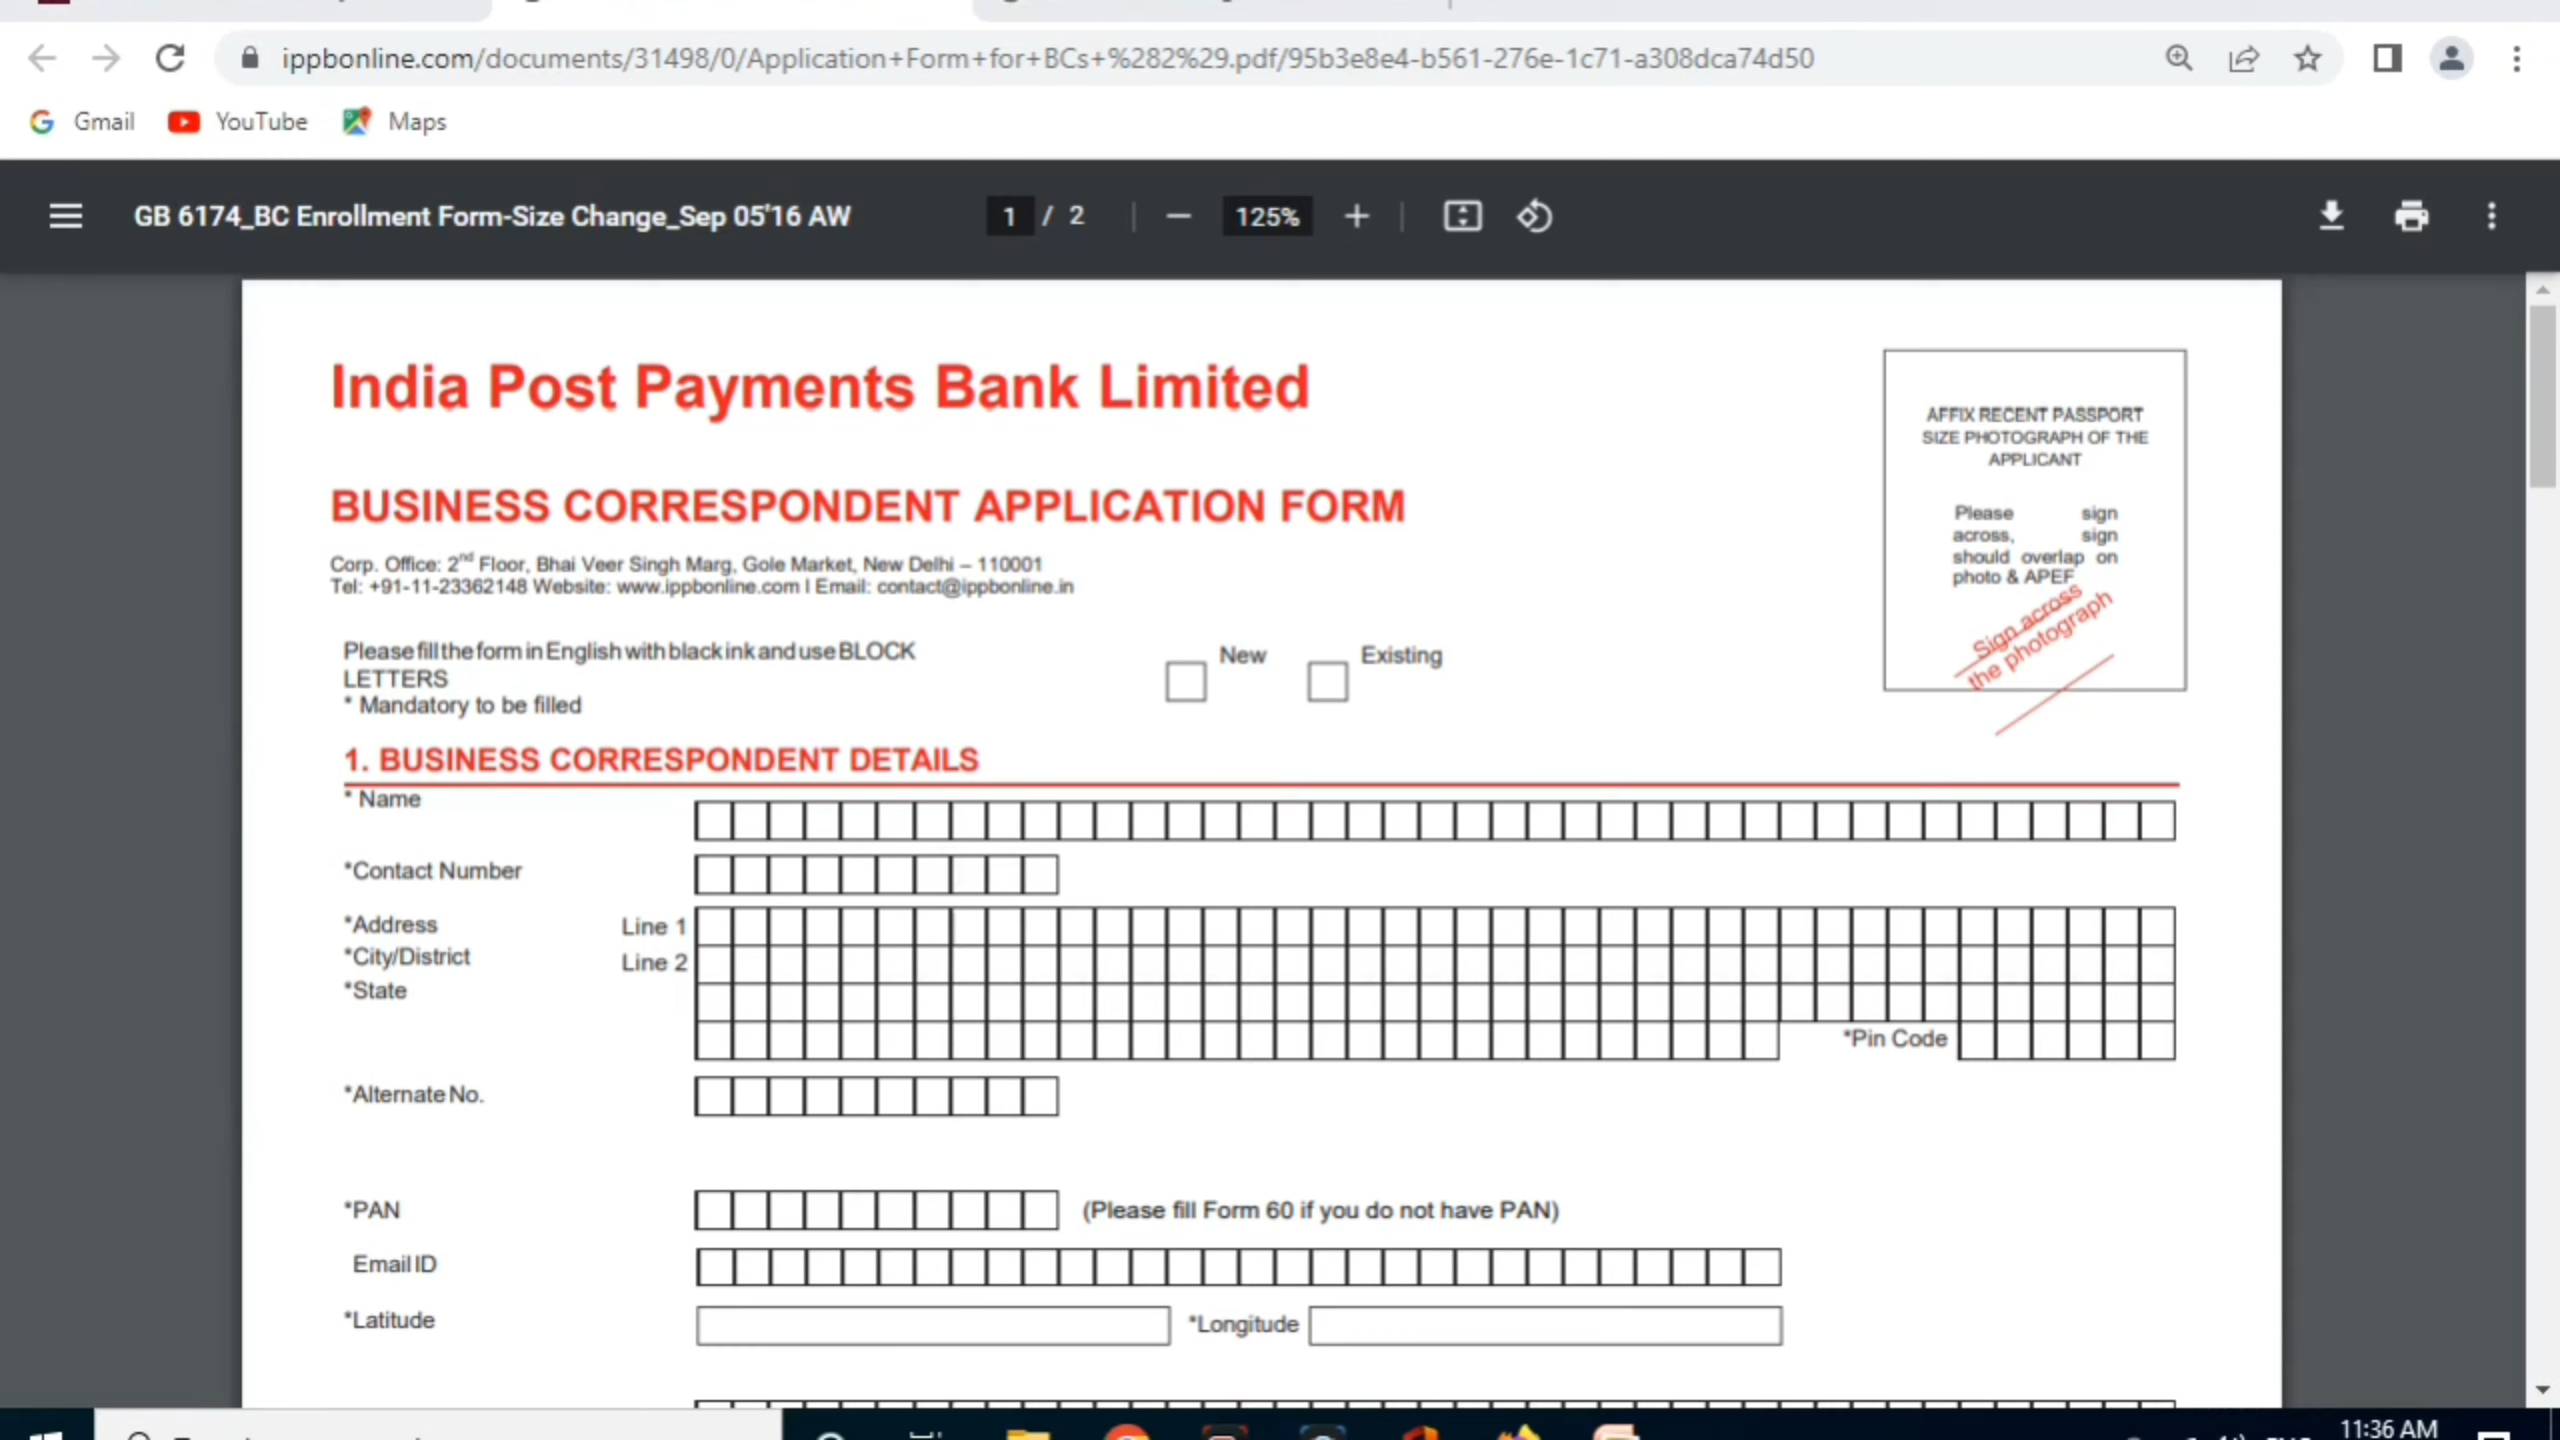 ippbonline.com/documents/31498/0/Application+Form+for+BCs+%282%29.pdf/95b3e8e4-b561-276e-1c71-a308dca74d50
Gmail YouTube Maps
GB 6174_BC Enrollment Form-Size Change_Sep 05'16 AW 1 / 2 125%
India Post Payments Bank Limited
BUSINESS CORRESPONDENT APPLICATION FORM
Corp. Office: 2nd Floor, Bhai Veer Singh Marg, Gole Market, New Delhi – 110001
Tel: +91-11-23362148 Website: www.ippbonline.com I Email: contact@ippbonline.in
AFFIX RECENT PASSPORT
SIZE PHOTOGRAPH OF THE
APPLICANT
Please sign
across, sign
should overlap on
photo & APEF
Sign across
the photograph
Please fill the form in English with black ink and use BLOCK
LETTERS
* Mandatory to be filled
New Existing
1. BUSINESS CORRESPONDENT DETAILS
* Name
*Contact Number
*Address Line 1
*City/District Line 2
*State
*Pin Code
*Alternate No.
*PAN (Please fill Form 60 if you do not have PAN)
Email ID
*Latitude *Longitude
11:36 AM